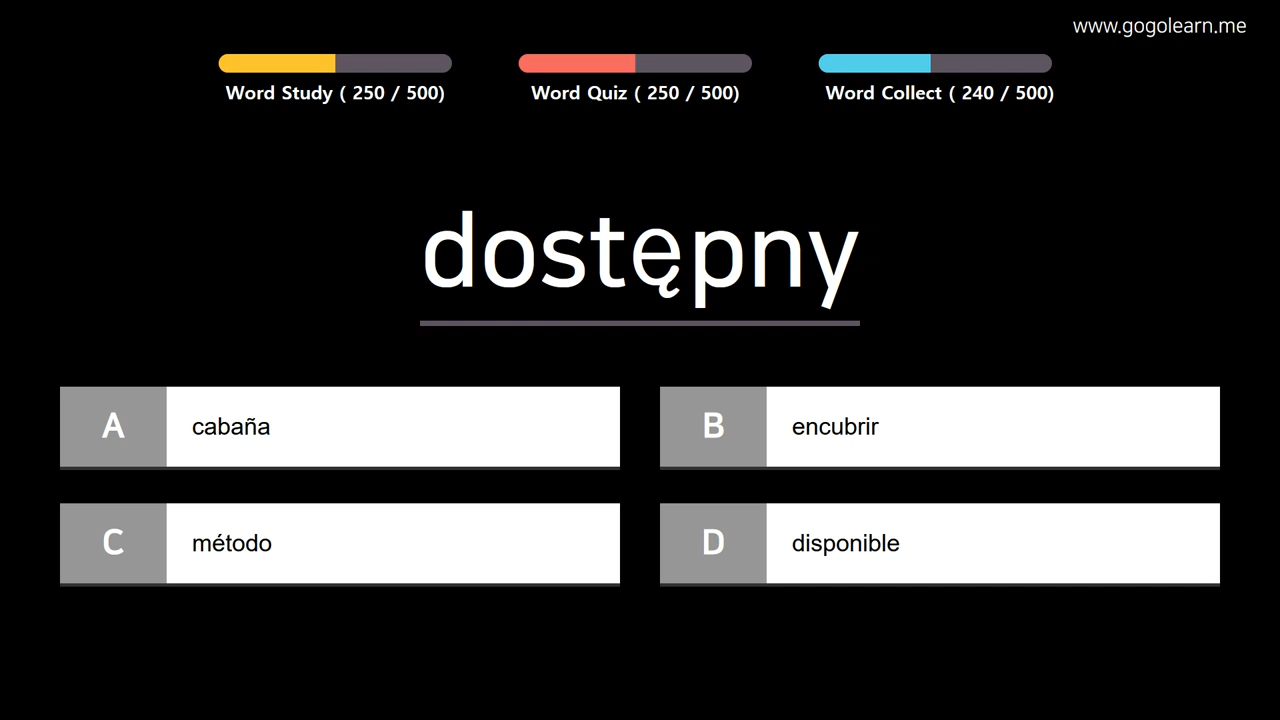 www.gogolearn.me
Word Study ( 250 / 500)
Word Quiz ( 250 / 500)
Word Collect ( 240 / 500)
dostępny
A cabaña
B encubrir
C método
D disponible